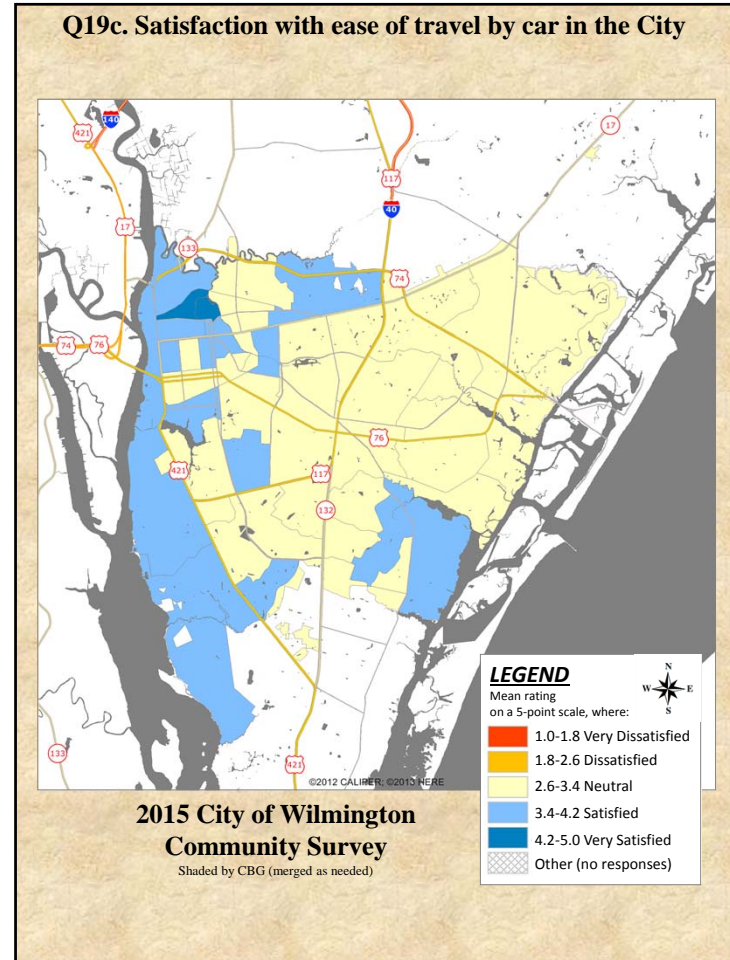 Q19c. Satisfaction with ease of travel by car in the City
140
421
17
117
17
40
133
74
74
76
76
421
117
132
133
421
©2012 CALIPER; ©2013 HERE
LEGEND
Mean rating
on a 5-point scale, where:
N
W E
S
1.0-1.8 Very Dissatisfied
1.8-2.6 Dissatisfied
2.6-3.4 Neutral
3.4-4.2 Satisfied
4.2-5.0 Very Satisfied
Other (no responses)
2015 City of Wilmington
Community Survey
Shaded by CBG (merged as needed)